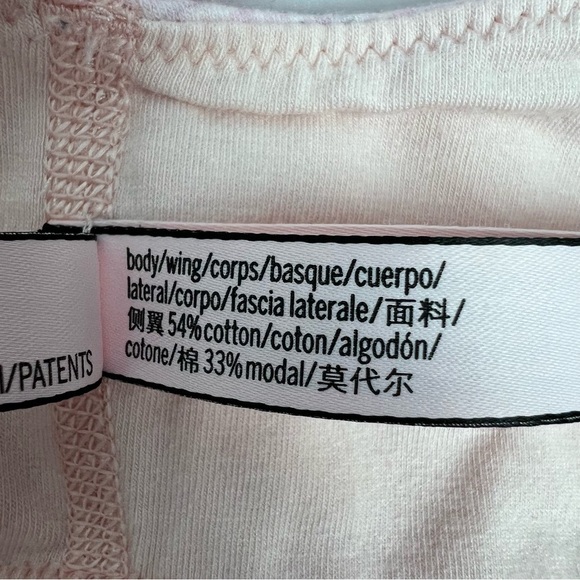 body/wing/corps/basque/cuerpo/
lateral/corpo/fascia laterale/面料/
侧翼 54% cotton/coton/algodón/
cotone/棉 33% modal/莫代尔
/PATENTS